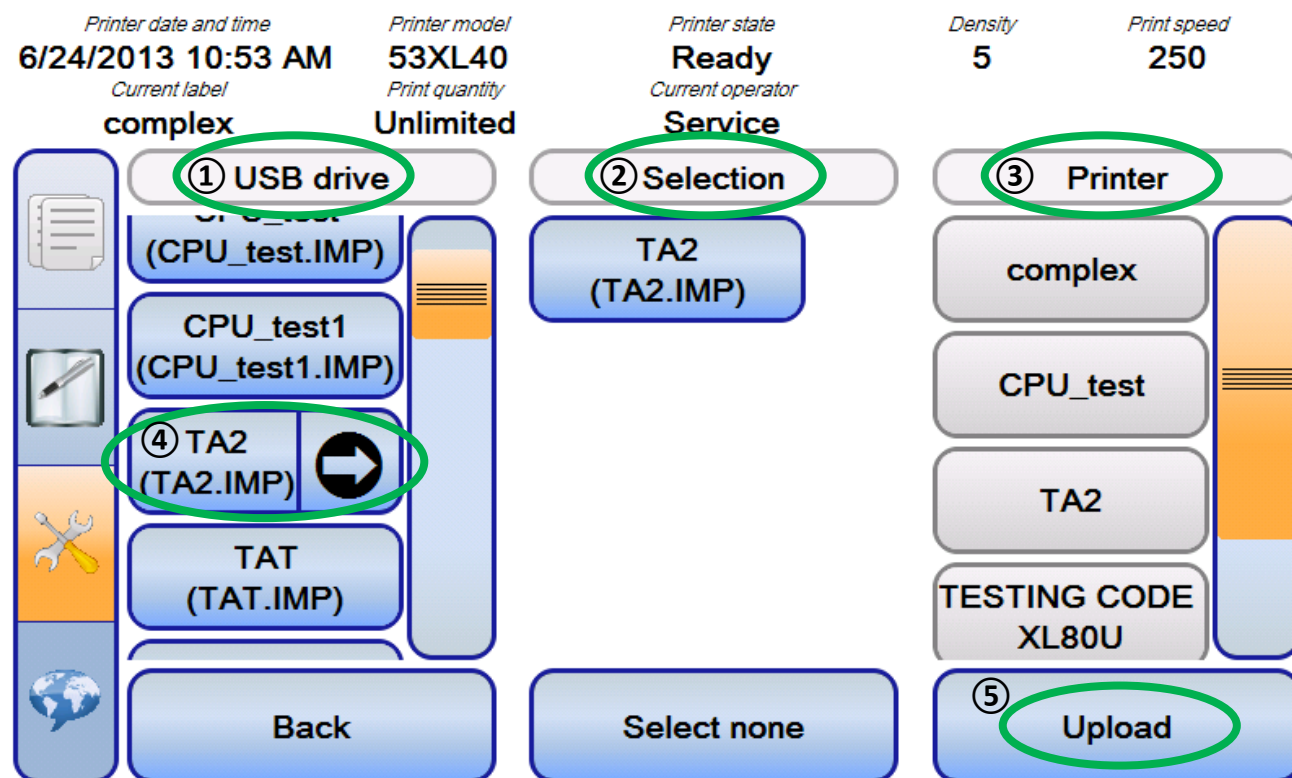 Printer date and time Printer model Printer state Density Print speed
6/24/2013 10:53 AM 53XL40 Ready 5 250
Current label Print quantity Current operator
complex Unlimited Service
① USB drive
CPU_test
(CPU_test.IMP)
CPU_test1
(CPU_test1.IMP)
④ TA2
(TA2.IMP)
TAT
(TAT.IMP)
Back
② Selection
TA2
(TA2.IMP)
Select none
③ Printer
complex
CPU_test
TA2
TESTING CODE
XL80U
⑤
Upload